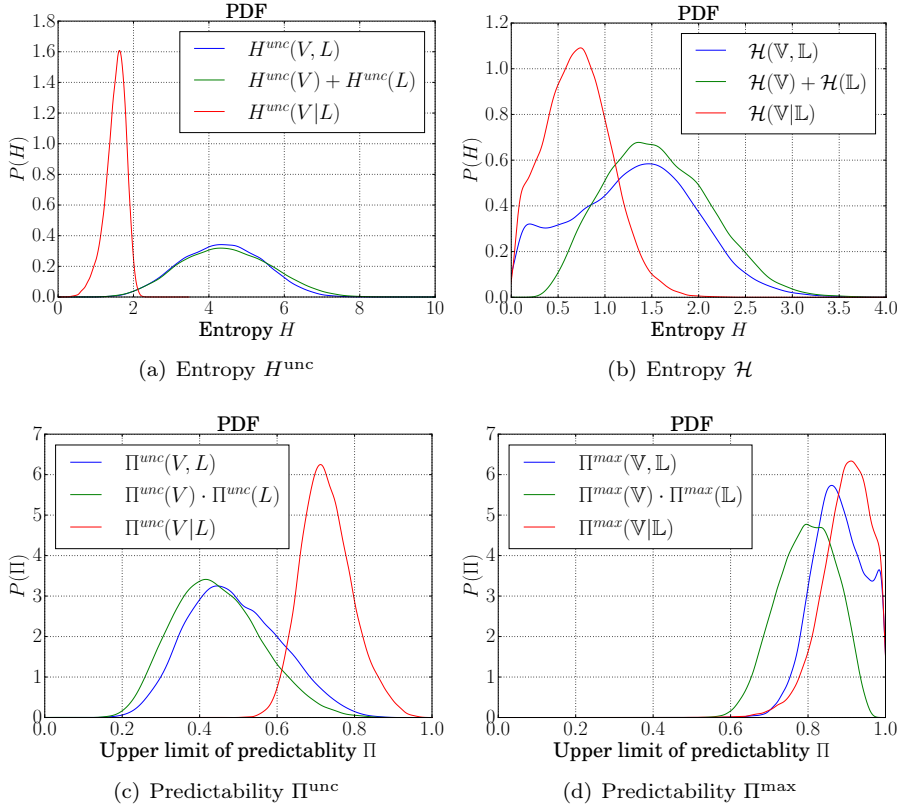 PDF
1.8
1.6
1.4
1.2
1.0
0.8
0.6
0.4
0.2
0.0
P(H)
H^{unc}(V, L)
H^{unc}(V) + H^{unc}(L)
H^{unc}(V|L)
0 2 4 6 8 10
Entropy H
(a) Entropy H^{unc}
PDF
1.2
1.0
0.8
0.6
0.4
0.2
0.0
P(H)
ℋ(𝕍, 𝕃)
ℋ(𝕍) + ℋ(𝕃)
ℋ(𝕍|𝕃)
0.0 0.5 1.0 1.5 2.0 2.5 3.0 3.5 4.0
Entropy H
(b) Entropy ℋ
PDF
7
6
5
4
3
2
1
0
P(Π)
Π^{unc}(V, L)
Π^{unc}(V) · Π^{unc}(L)
Π^{unc}(V|L)
0.0 0.2 0.4 0.6 0.8 1.0
Upper limit of predictablity Π
(c) Predictability Π^{unc}
PDF
7
6
5
4
3
2
1
0
P(Π)
Π^{max}(𝕍, 𝕃)
Π^{max}(𝕍) · Π^{max}(𝕃)
Π^{max}(𝕍|𝕃)
0.0 0.2 0.4 0.6 0.8 1.0
Upper limit of predictablity Π
(d) Predictability Π^{max}